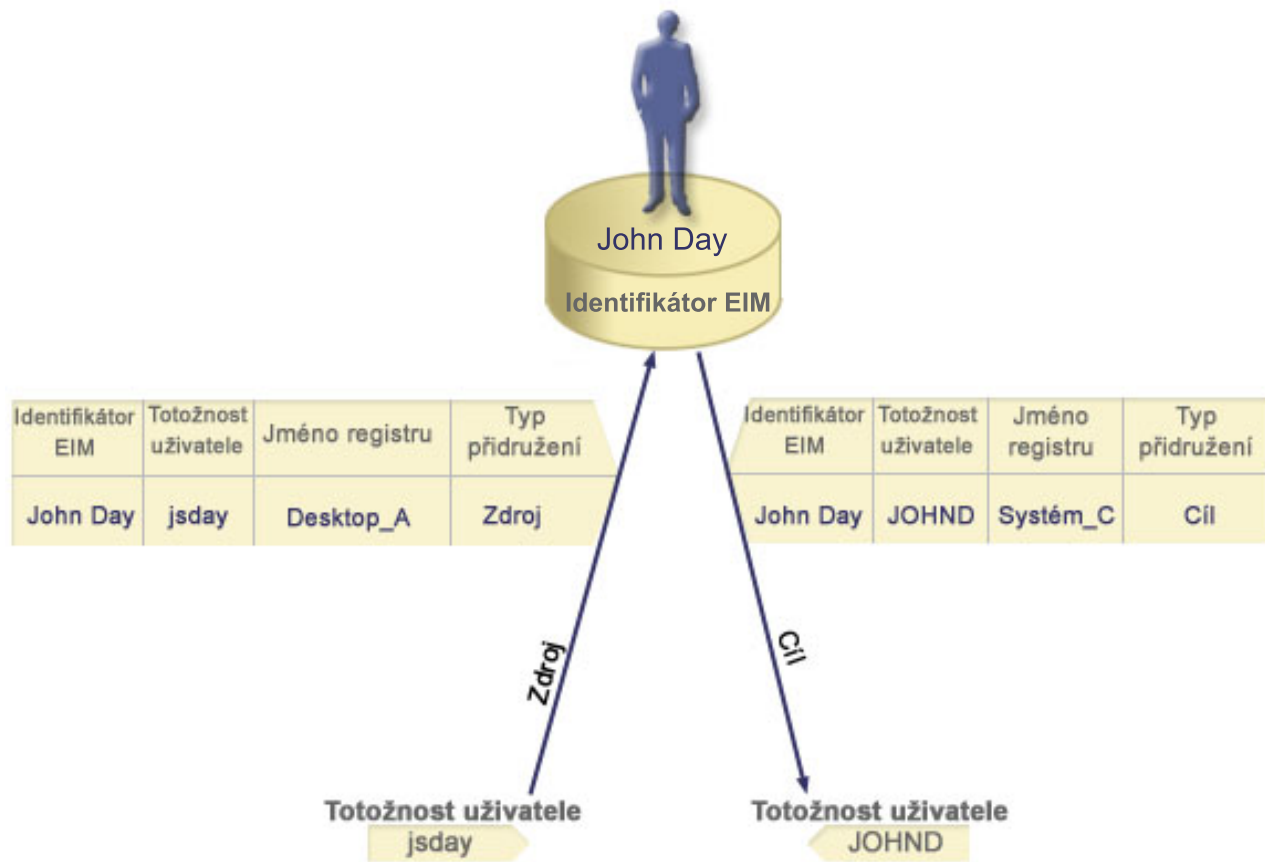 John Day
Identifikátor EIM
Identifikátor EIM
Totožnost uživatele
Jméno registru
Typ přidružení
John Day
jsday
Desktop_A
Zdroj
Identifikátor EIM
Totožnost uživatele
Jméno registru
Typ přidružení
John Day
JOHND
Systém_C
Cíl
Zdroj
Cíl
Totožnost uživatele
jsday
Totožnost uživatele
JOHND